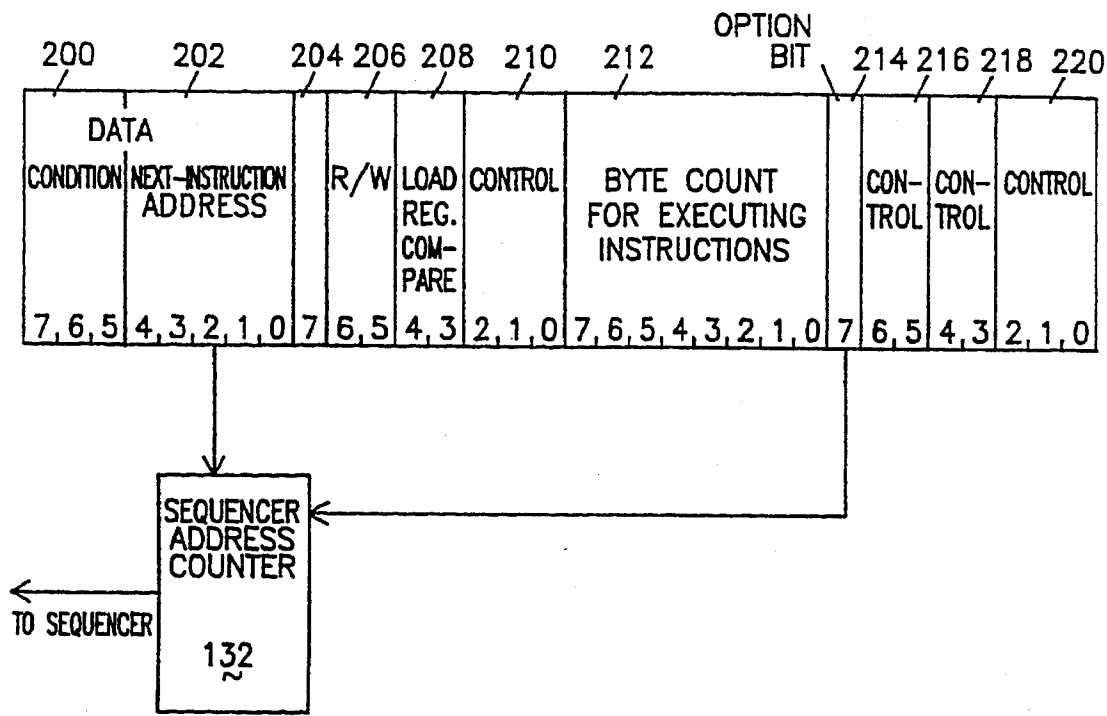 OPTION
BIT
200 202 204 206 208 210 212 214 216 218 220
DATA
CONDITION NEXT-INSTRUCTION
ADDRESS
R/W
LOAD
REG.
COM-
PARE
CONTROL
BYTE COUNT
FOR EXECUTING
INSTRUCTIONS
CON-
TROL
CON-
TROL
CONTROL
7,6,5 4,3,2,1,0 7 6,5 4,3 2,1,0 7,6,5,4,3,2,1,0 7 6,5 4,3 2,1,0
SEQUENCER
ADDRESS
COUNTER
132
TO SEQUENCER